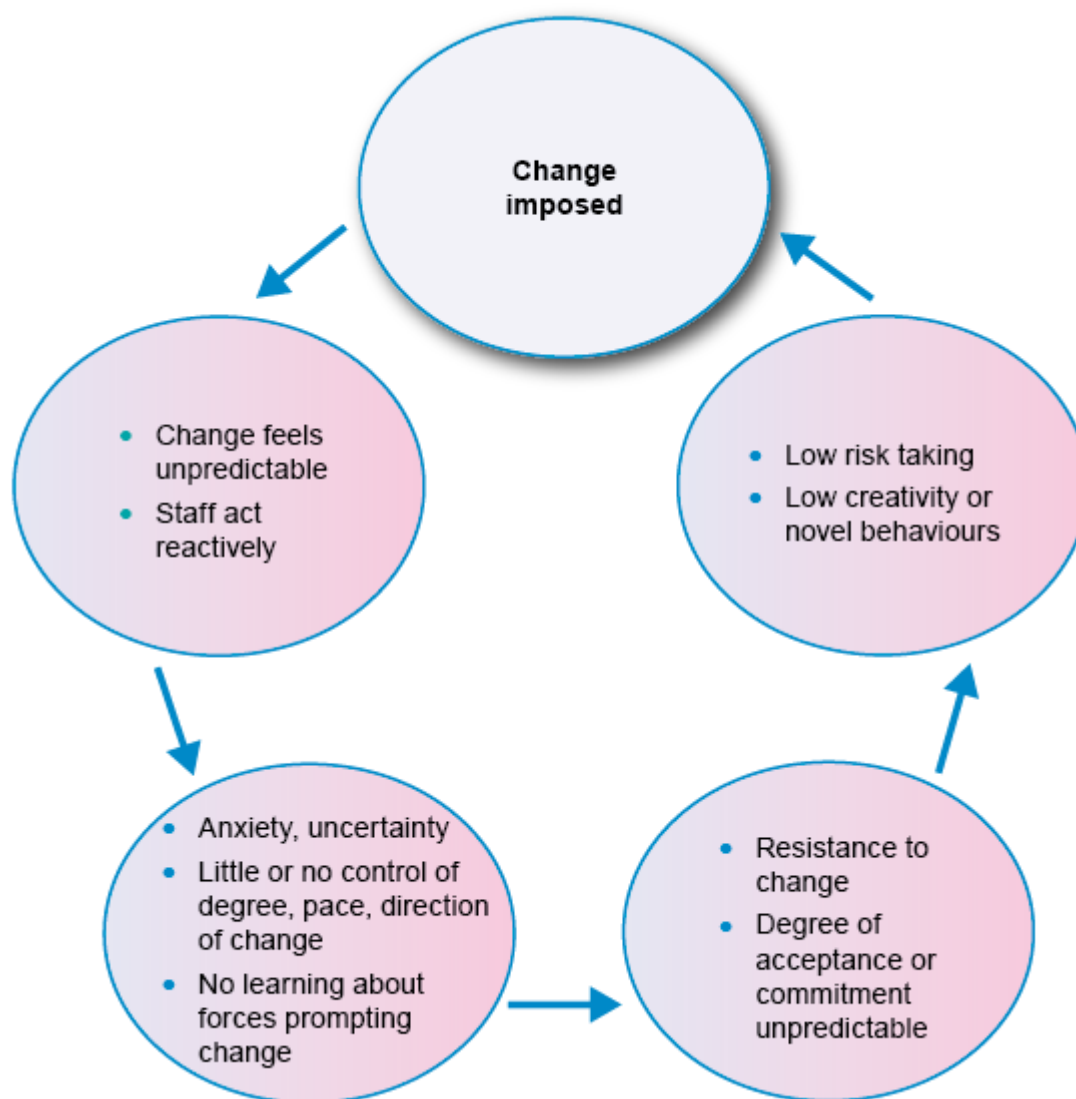 Change
imposed
• Change feels
unpredictable
• Staff act
reactively
• Anxiety, uncertainty
• Little or no control of
degree, pace, direction
of change
• No learning about
forces prompting
change
• Resistance to
change
• Degree of
acceptance or
commitment
unpredictable
• Low risk taking
• Low creativity or
novel behaviours